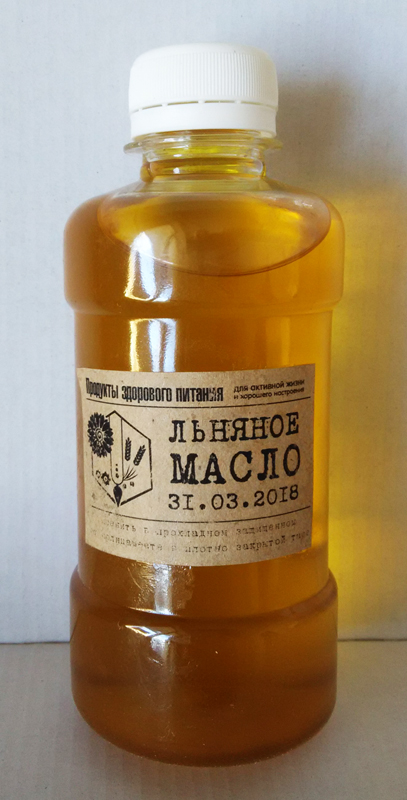 Продукты здорового питания
для активной жизни
и хорошего настроения
ЛЬНЯНОЕ
МАСЛО
31.03.2018
в прохладном защищенном
плотно закрытой